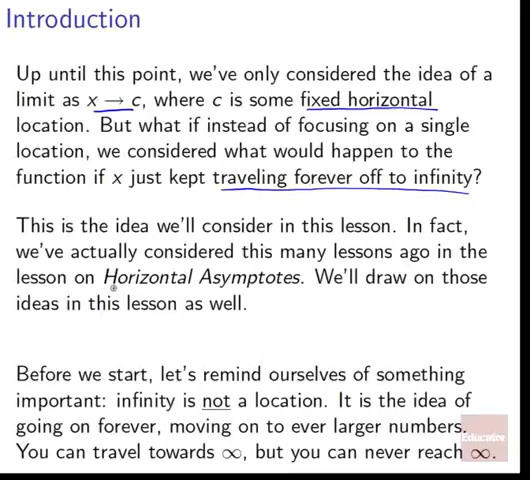 Introduction
Up until this point, we've only considered the idea of a
limit as x → c, where c is some fixed horizontal
location. But what if instead of focusing on a single
location, we considered what would happen to the
function if x just kept traveling forever off to infinity?
This is the idea we'll consider in this lesson. In fact,
we've actually considered this many lessons ago in the
lesson on Horizontal Asymptotes. We'll draw on those
ideas in this lesson as well.
Before we start, let's remind ourselves of something
important: infinity is not a location. It is the idea of
going on forever, moving on to ever larger numbers.
You can travel towards ∞, but you can never reach ∞.
Educator